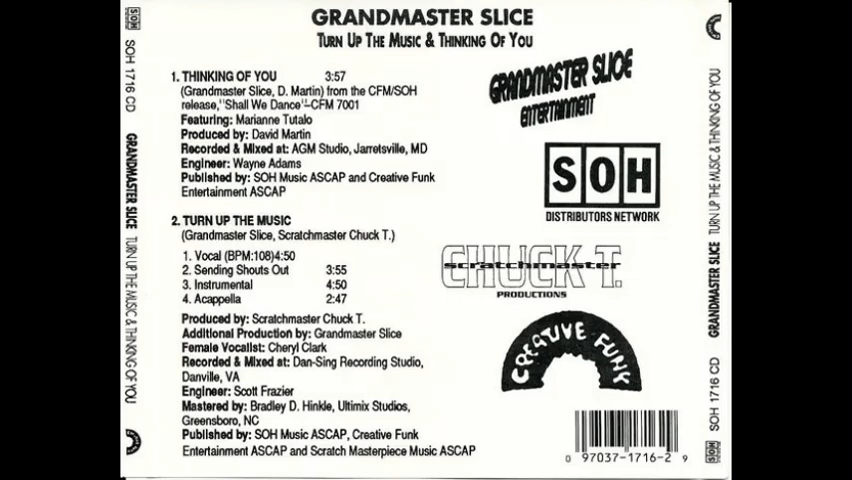 GRANDMASTER SLICE
TURN UP THE MUSIC & THINKING OF YOU
1. THINKING OF YOU 3:57
(Grandmaster Slice, D. Martin) from the CFM/SOH
release,"Shall We Dance"-CFM 7001
Featuring: Marianne Tutalo
Produced by: David Martin
Recorded & Mixed at: AGM Studio, Jarretsville, MD
Engineer: Wayne Adams
Published by: SOH Music ASCAP and Creative Funk
Entertainment ASCAP
2. TURN UP THE MUSIC
(Grandmaster Slice, Scratchmaster Chuck T.)
1. Vocal (BPM:108)4:50
2. Sending Shouts Out 3:55
3. Instrumental 4:50
4. Acappella 2:47
Produced by: Scratchmaster Chuck T.
Additional Production by: Grandmaster Slice
Female Vocalist: Cheryl Clark
Recorded & Mixed at: Dan-Sing Recording Studio,
Danville, VA
Engineer: Scott Frazier
Mastered by: Bradley D. Hinkle, Ultimix Studios,
Greensboro, NC
Published by: SOH Music ASCAP, Creative Funk
Entertainment ASCAP and Scratch Masterpiece Music ASCAP
GRANDMASTER SLICE
ENTERTAINMENT
SOH
DISTRIBUTORS NETWORK
CHUCK T.
scratchmaster
PRODUCTIONS
CREATIVE FUNK
0 97037-1716-2 9
SOH SOH 1716 CD GRANDMASTER SLICE TURN UP THE MUSIC & THINKING OF YOU
GRANDMASTER SLICE TURN UP THE MUSIC & THINKING OF YOU SOH 1716 CD SOH